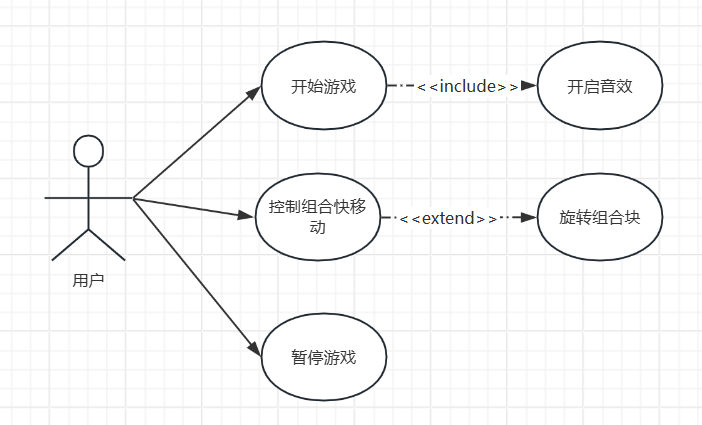 开始游戏
<<include>>
开启音效
控制组合快移
动
<<extend>>
旋转组合块
用户
暂停游戏